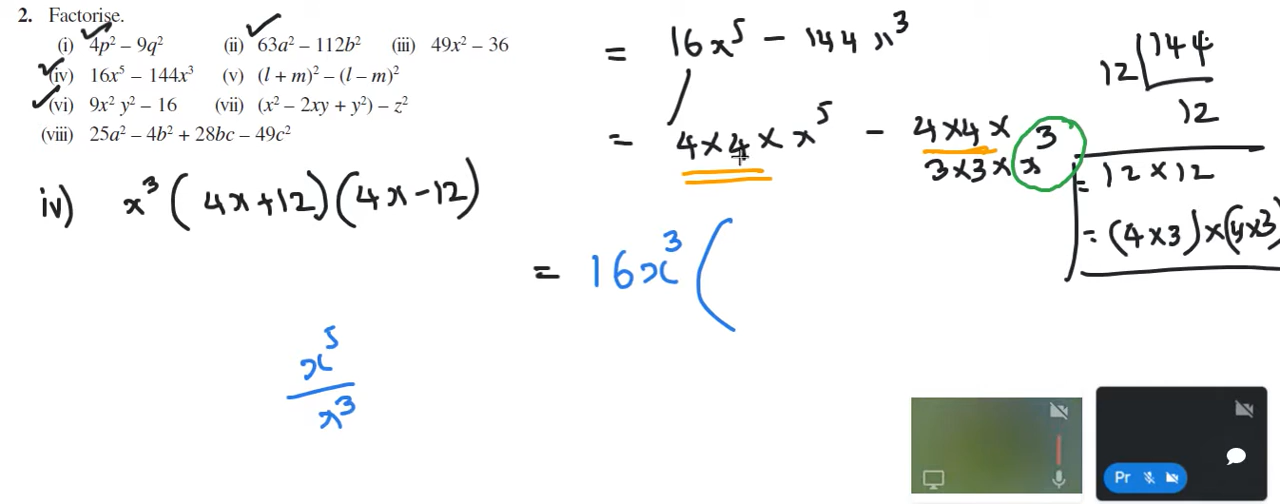 2. Factorise.
(i) 4p² – 9q² (ii) 63a² – 112b² (iii) 49x² – 36
(iv) 16x⁵ – 144x³ (v) (l + m)² – (l – m)²
(vi) 9x² y² – 16 (vii) (x² – 2xy + y²) – z²
(viii) 25a² – 4b² + 28bc – 49c²
iv) x³ (4x+12)(4x-12)
x⁵
x³
= 16x⁵ - 144x³
= 4×4×x⁵ - 4×4×
3×3×x³
= 16x³ (
12 144
12
= 12×12
= (4×3)×(4×3)
Pr